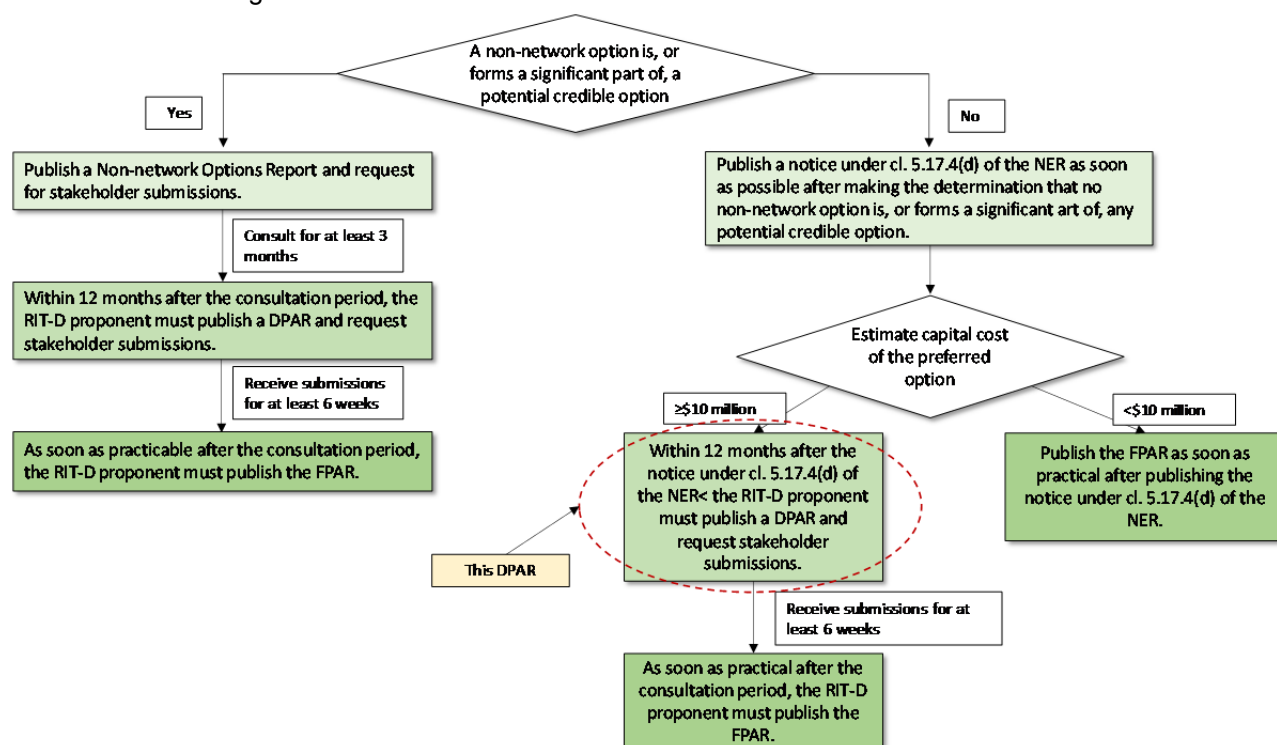 A non-network option is, or
forms a significant part of, a
potential credible option
Yes
No
Publish a Non-network Options Report and request
for stakeholder submissions.
Publish a notice under cl. 5.17.4(d) of the NER as soon
as possible after making the determination that no
non-network option is, or forms a significant art of, any
potential credible option.
Consult for at least 3
months
Within 12 months after the consultation period, the
RIT-D proponent must publish a DPAR and request
stakeholder submissions.
Estimate capital cost
of the preferred
option
Receive submissions
for at least 6 weeks
≥$10 million
<$10 million
As soon as practicable after the consultation period,
the RIT-D proponent must publish the FPAR.
Within 12 months after the
notice under cl. 5.17.4(d) of
the NER< the RIT-D proponent
must publish a DPAR and
request stakeholder
submissions.
Publish the FPAR as soon as
practical after publishing the
notice under cl. 5.17.4(d) of the
NER.
This DPAR
Receive submissions for at
least 6 weeks
As soon as practical after the
consultation period, the RIT-D
proponent must publish the
FPAR.